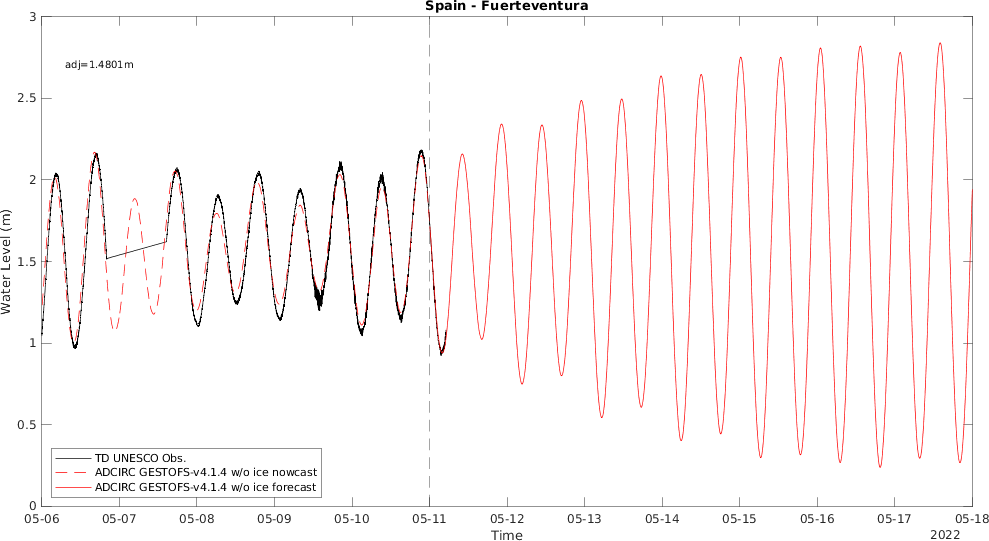 Spain - Fuerteventura
adj=1.4801m
3
2.5
2
1.5
1
0.5
0
Water Level (m)
TD UNESCO Obs.
ADCIRC GESTOFS-v4.1.4 w/o ice nowcast
ADCIRC GESTOFS-v4.1.4 w/o ice forecast
05-06 05-07 05-08 05-09 05-10 05-11 05-12 05-13 05-14 05-15 05-16 05-17 05-18
Time
2022